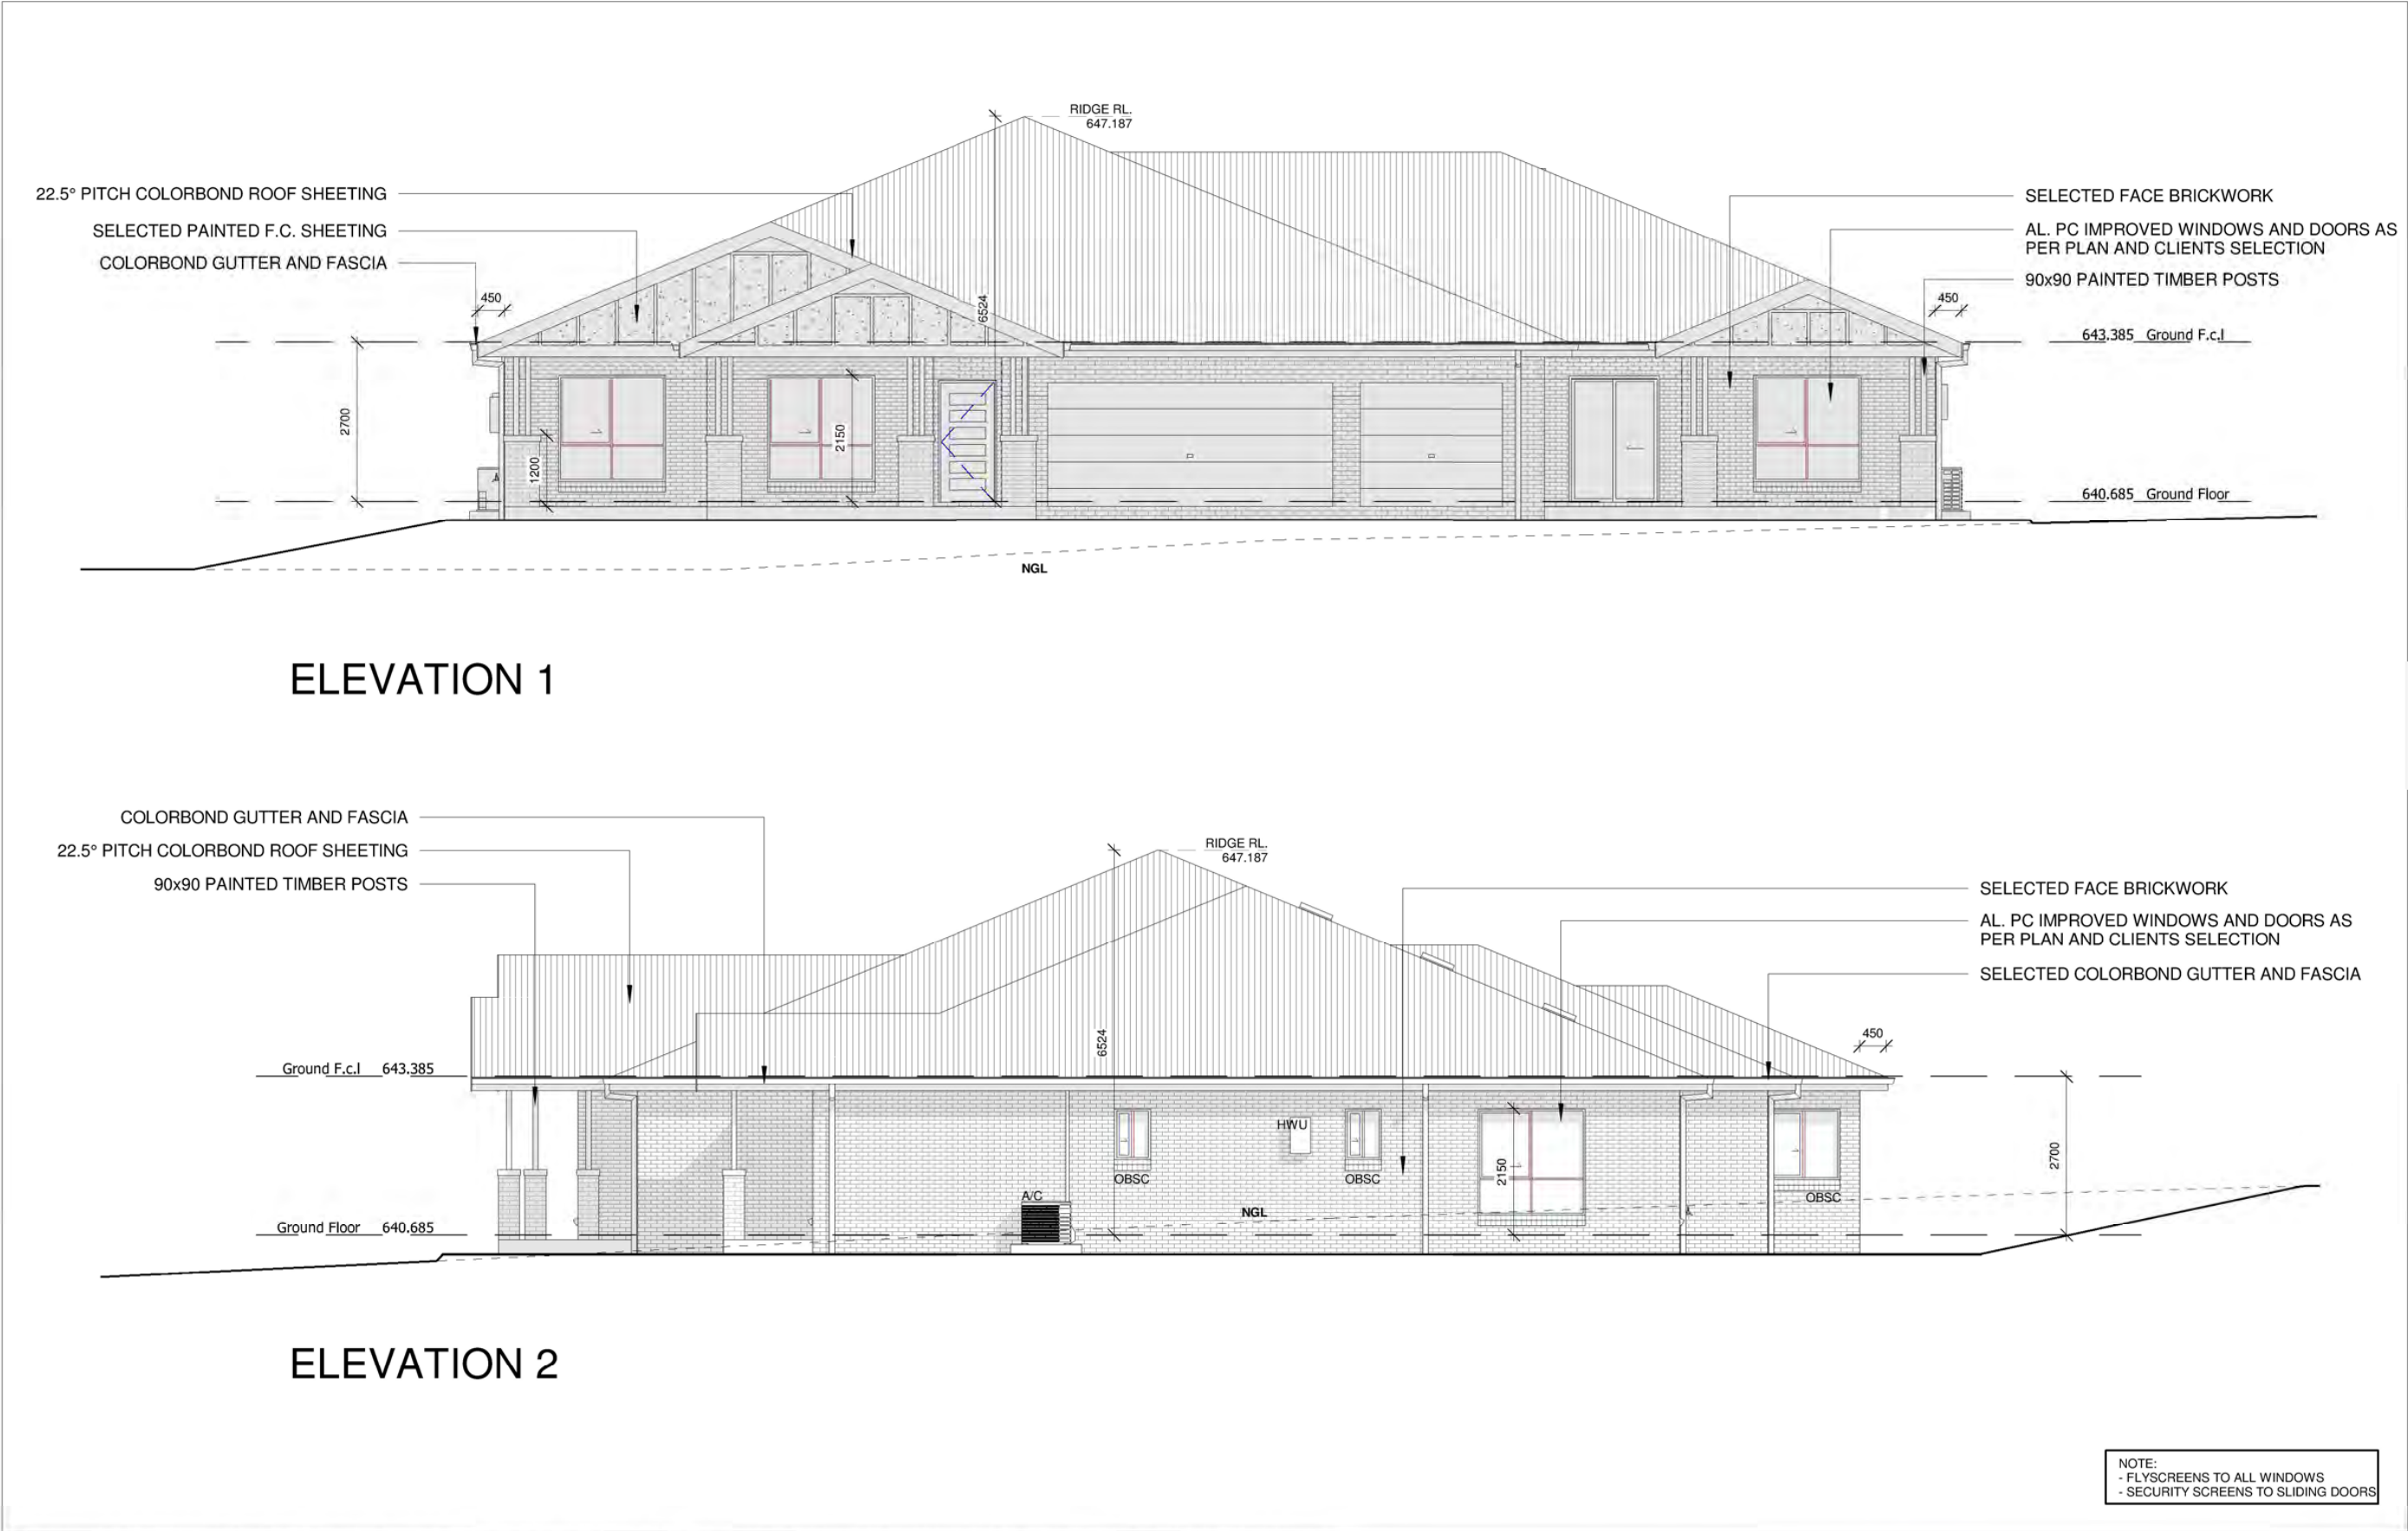 RIDGE RL.
647.187
22.5° PITCH COLORBOND ROOF SHEETING
SELECTED PAINTED F.C. SHEETING
COLORBOND GUTTER AND FASCIA
450
6524
2700
1200
2150
SELECTED FACE BRICKWORK
AL. PC IMPROVED WINDOWS AND DOORS AS
PER PLAN AND CLIENTS SELECTION
90x90 PAINTED TIMBER POSTS
450
643.385 Ground F.c.l
640.685 Ground Floor
NGL
ELEVATION 1
COLORBOND GUTTER AND FASCIA
22.5° PITCH COLORBOND ROOF SHEETING
90x90 PAINTED TIMBER POSTS
RIDGE RL.
647.187
SELECTED FACE BRICKWORK
AL. PC IMPROVED WINDOWS AND DOORS AS
PER PLAN AND CLIENTS SELECTION
SELECTED COLORBOND GUTTER AND FASCIA
450
6524
Ground F.c.l 643.385
HWU
OBSC
OBSC
2150
2700
A/C
OBSC
NGL
Ground Floor 640.685
ELEVATION 2
NOTE:
- FLYSCREENS TO ALL WINDOWS
- SECURITY SCREENS TO SLIDING DOORS